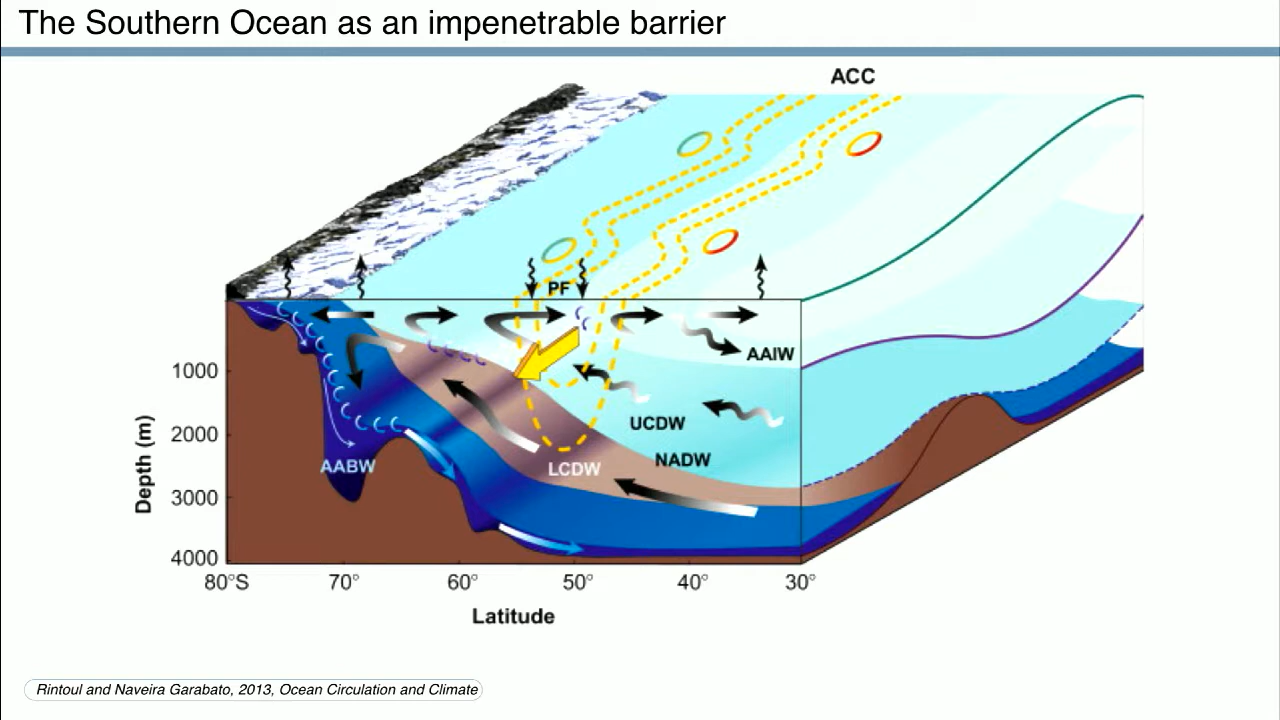 The Southern Ocean as an impenetrable barrier
ACC
PF
AAIW
1000
UCDW
2000
NADW
AABW
LCDW
3000
4000
Depth (m)
80°S 70° 60° 50° 40° 30°
Latitude
Rintoul and Naveira Garabato, 2013, Ocean Circulation and Climate